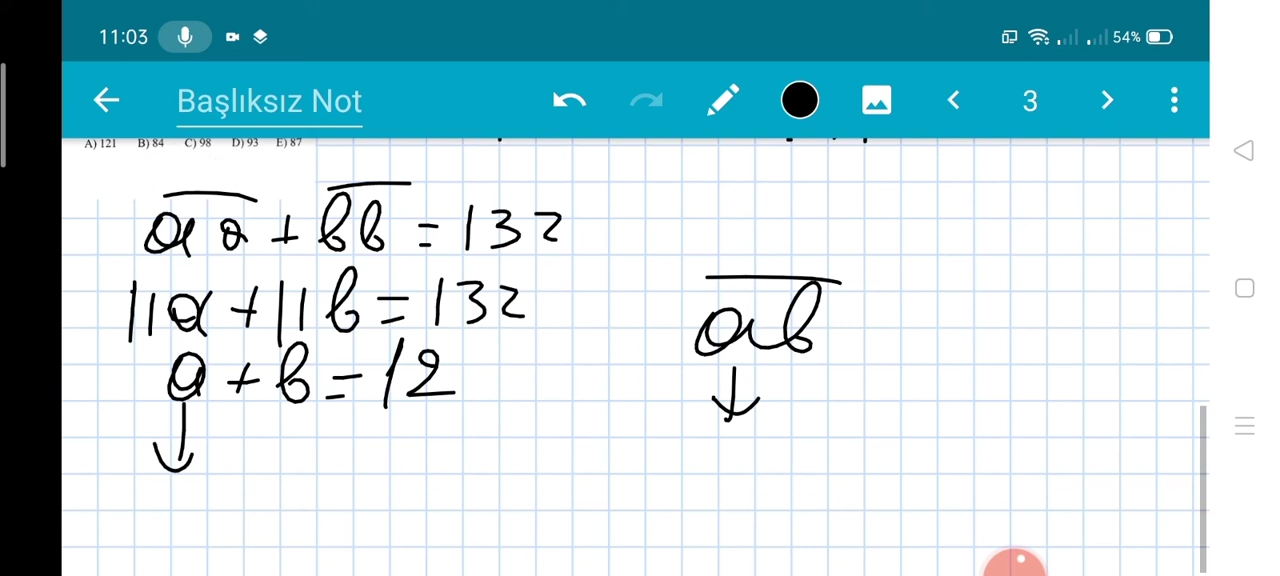 11:03 54%
Başlıksız Not 3
A) 121 B) 84 C) 98 D) 93 E) 87
aa + bb = 132
11a + 11b = 132
a + b = 12
ab